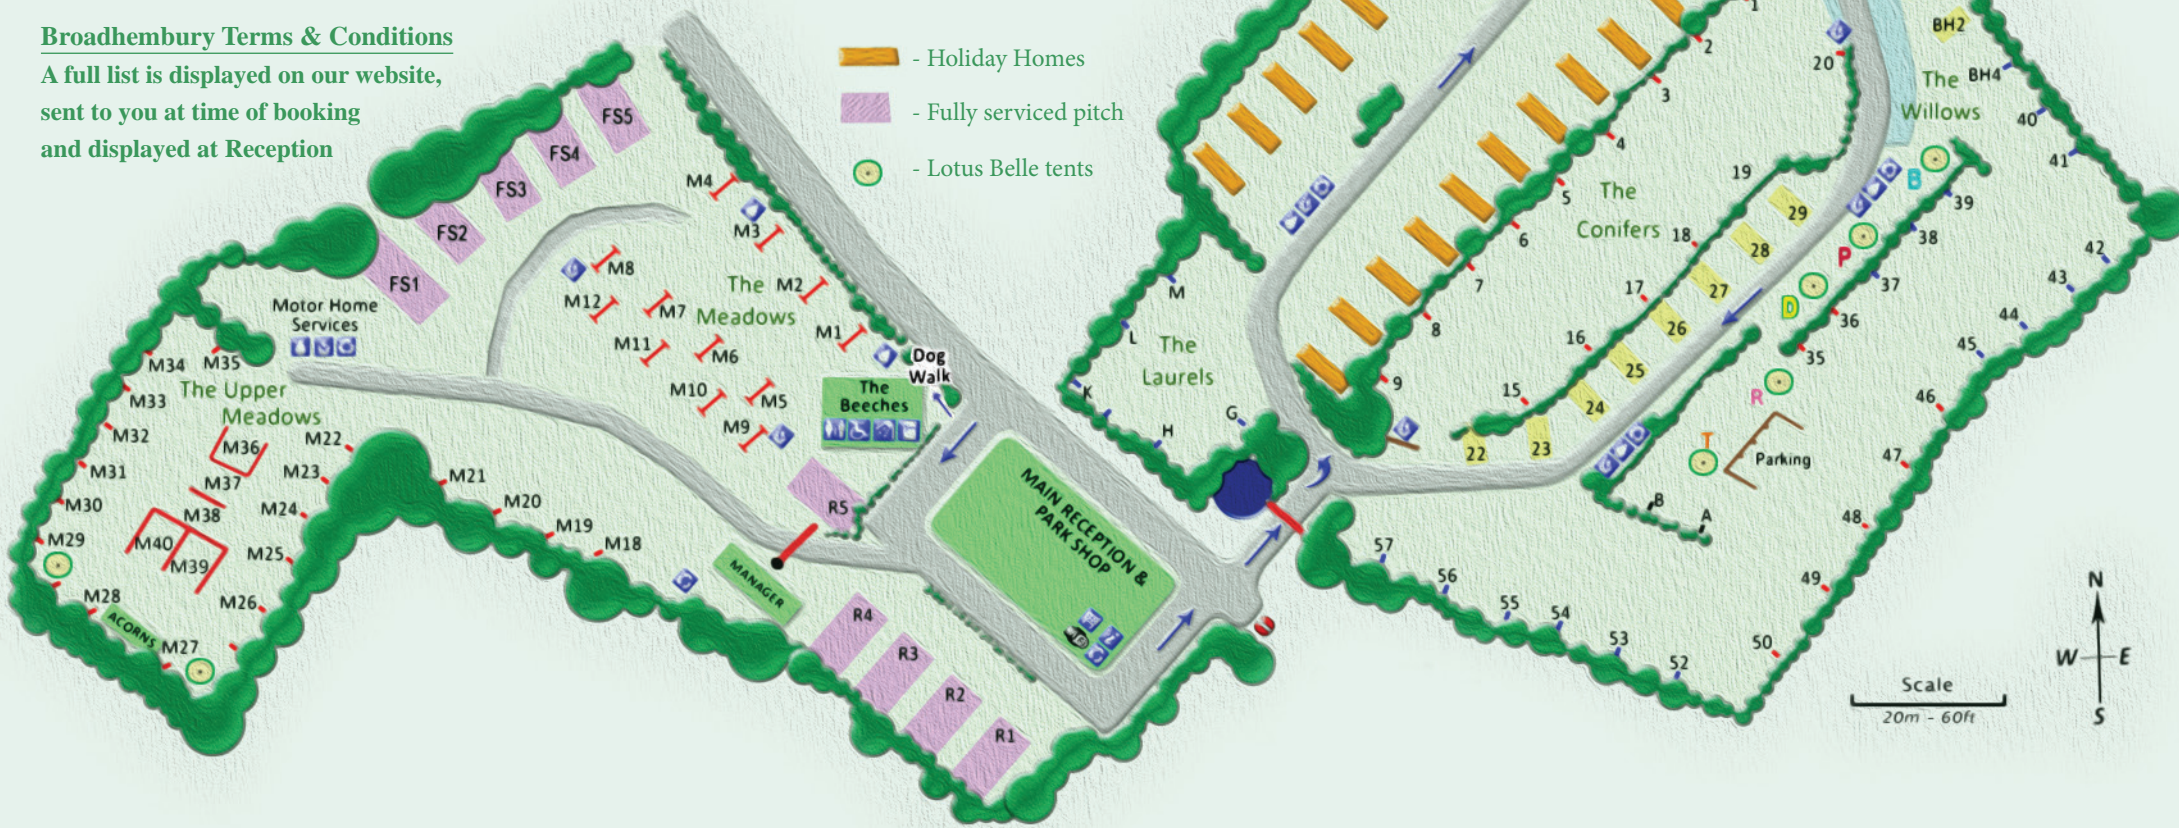 Broadhembury Terms & Conditions
A full list is displayed on our website,
sent to you at time of booking
and displayed at Reception
- Holiday Homes
- Fully serviced pitch
- Lotus Belle tents
FS5
FS4
FS3
FS2
FS1
Motor Home
Services
M4
M3
M2
M1
M8
M12
M7
M11
M6
M10
M5
M9
The
Meadows
Dog
Walk
The
Beeches
M34
M35
The Upper
Meadows
M33
M32
M31
M30
M29
M28
M27
M36
M37
M38
M40
M39
M22
M23
M24
M25
M26
M21
M20
M19
M18
ACORNS
MANAGER
R5
R4
R3
R2
R1
MAIN RECEPTION &
PARK SHOP
M
L
K
H
G
The
Laurels
1
2
3
4
5
6
7
8
9
The
Conifers
20
19
18
17
16
15
29
28
27
26
25
24
23
22
BH2
BH4
The
Willows
B
P
D
R
T
Parking
B
A
35
36
37
38
39
40
41
42
43
44
45
46
47
48
49
50
52
53
54
55
56
57
N
W
E
S
Scale
20m - 60ft